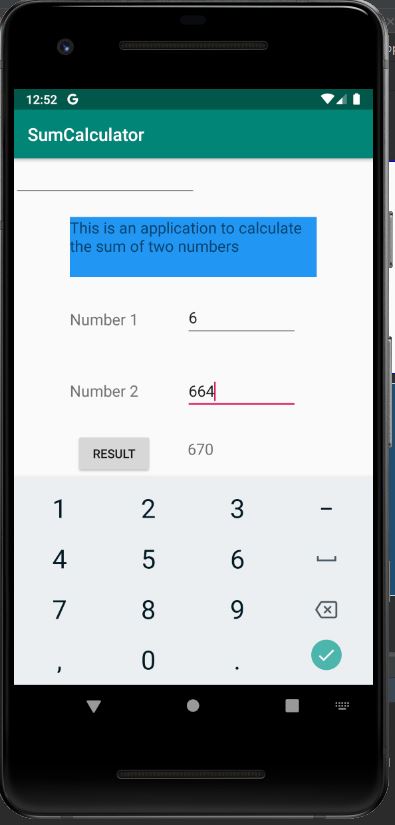 12:52 G
SumCalculator
This is an application to calculate
the sum of two numbers
Number 1 6
Number 2 664
RESULT 670
1 2 3 -
4 5 6
7 8 9
, 0 .